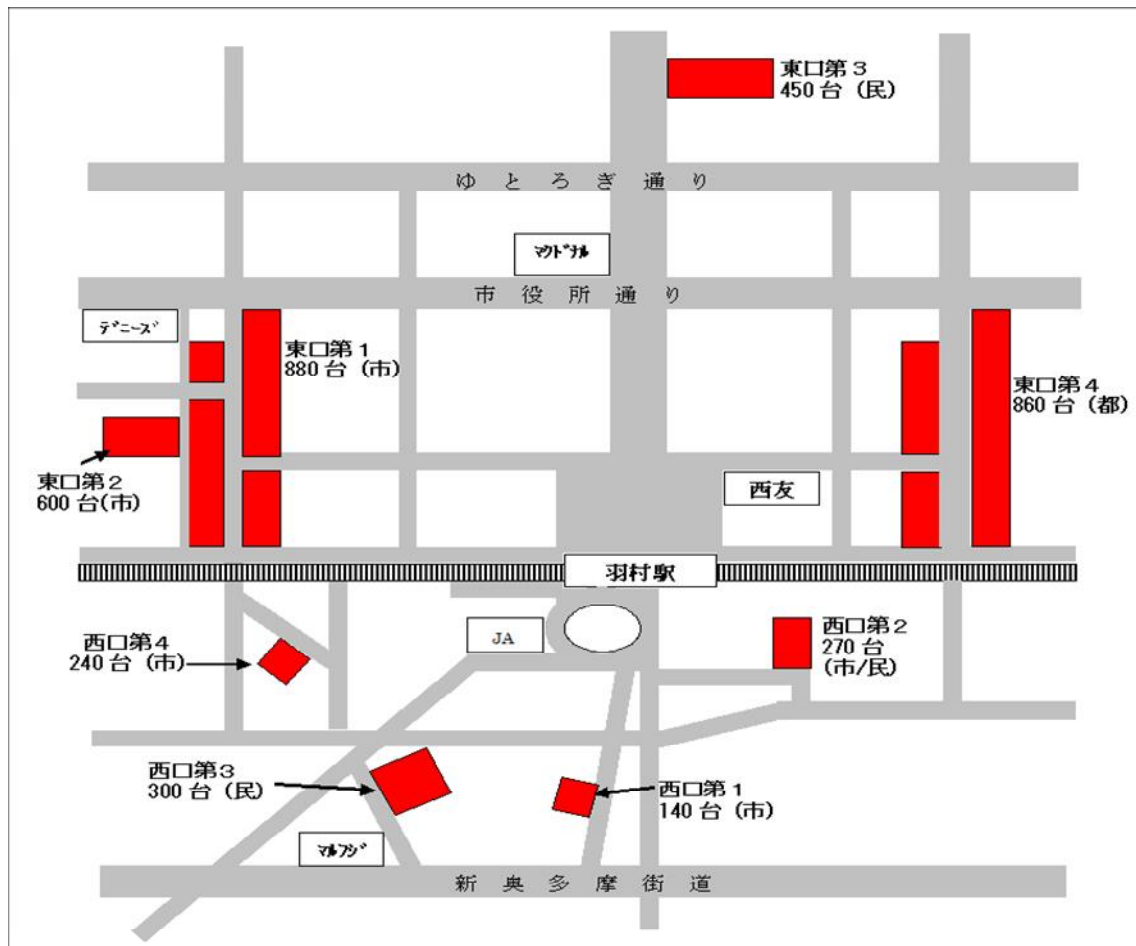 東口第３
450 台 (民)
ゆとろぎ通り
ﾏｸﾄﾞﾅﾙ
市役所通り
ﾃﾞﾆｰｽﾞ
東口第１
880 台 (市)
東口第４
860 台 (都)
東口第２
600 台(市)
西友
羽村駅
JA
西口第２
270 台
(市/民)
西口第４
240 台 (市)
西口第３
300 台 (民)
西口第１
140 台 (市)
ﾏﾙﾌｼﾞ
新奥多摩街道